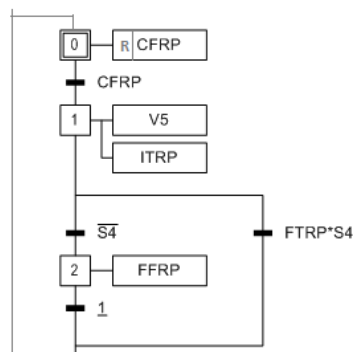 0 R CFRP
CFRP
1 V5
ITRP
S4 FTRP*S4
2 FFRP
1